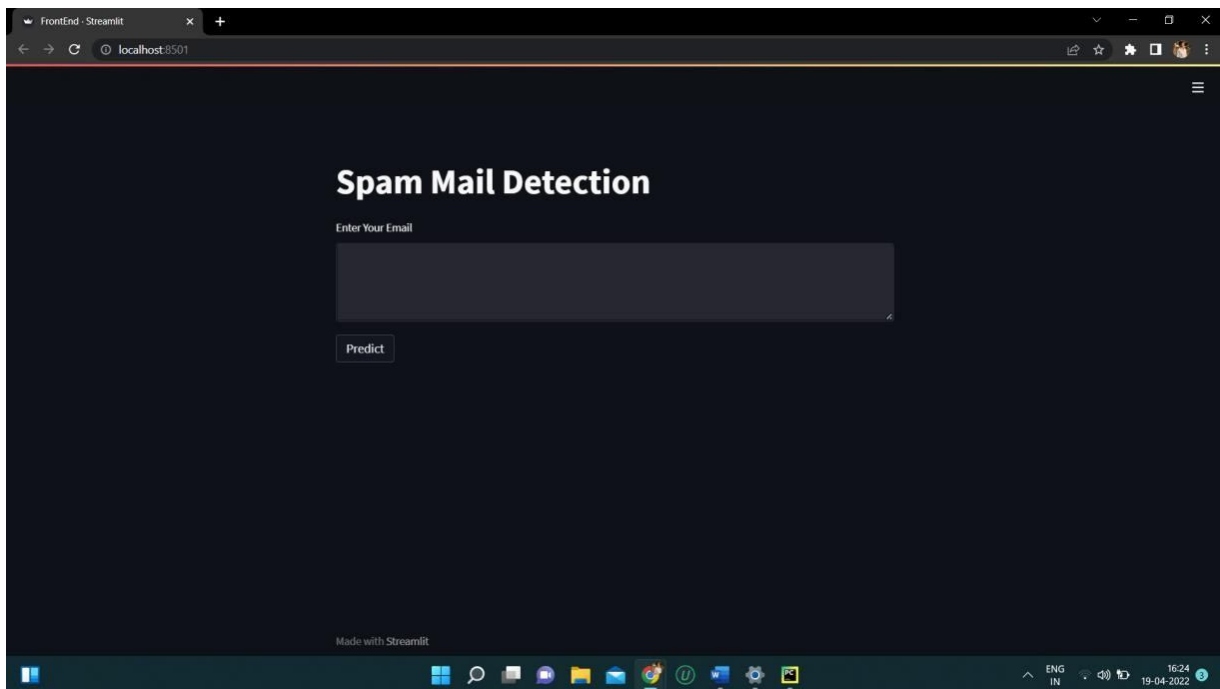 FrontEnd · Streamlit
localhost:8501
Spam Mail Detection
Enter Your Email
Predict
Made with Streamlit
ENG
IN
16:24
19-04-2022
3